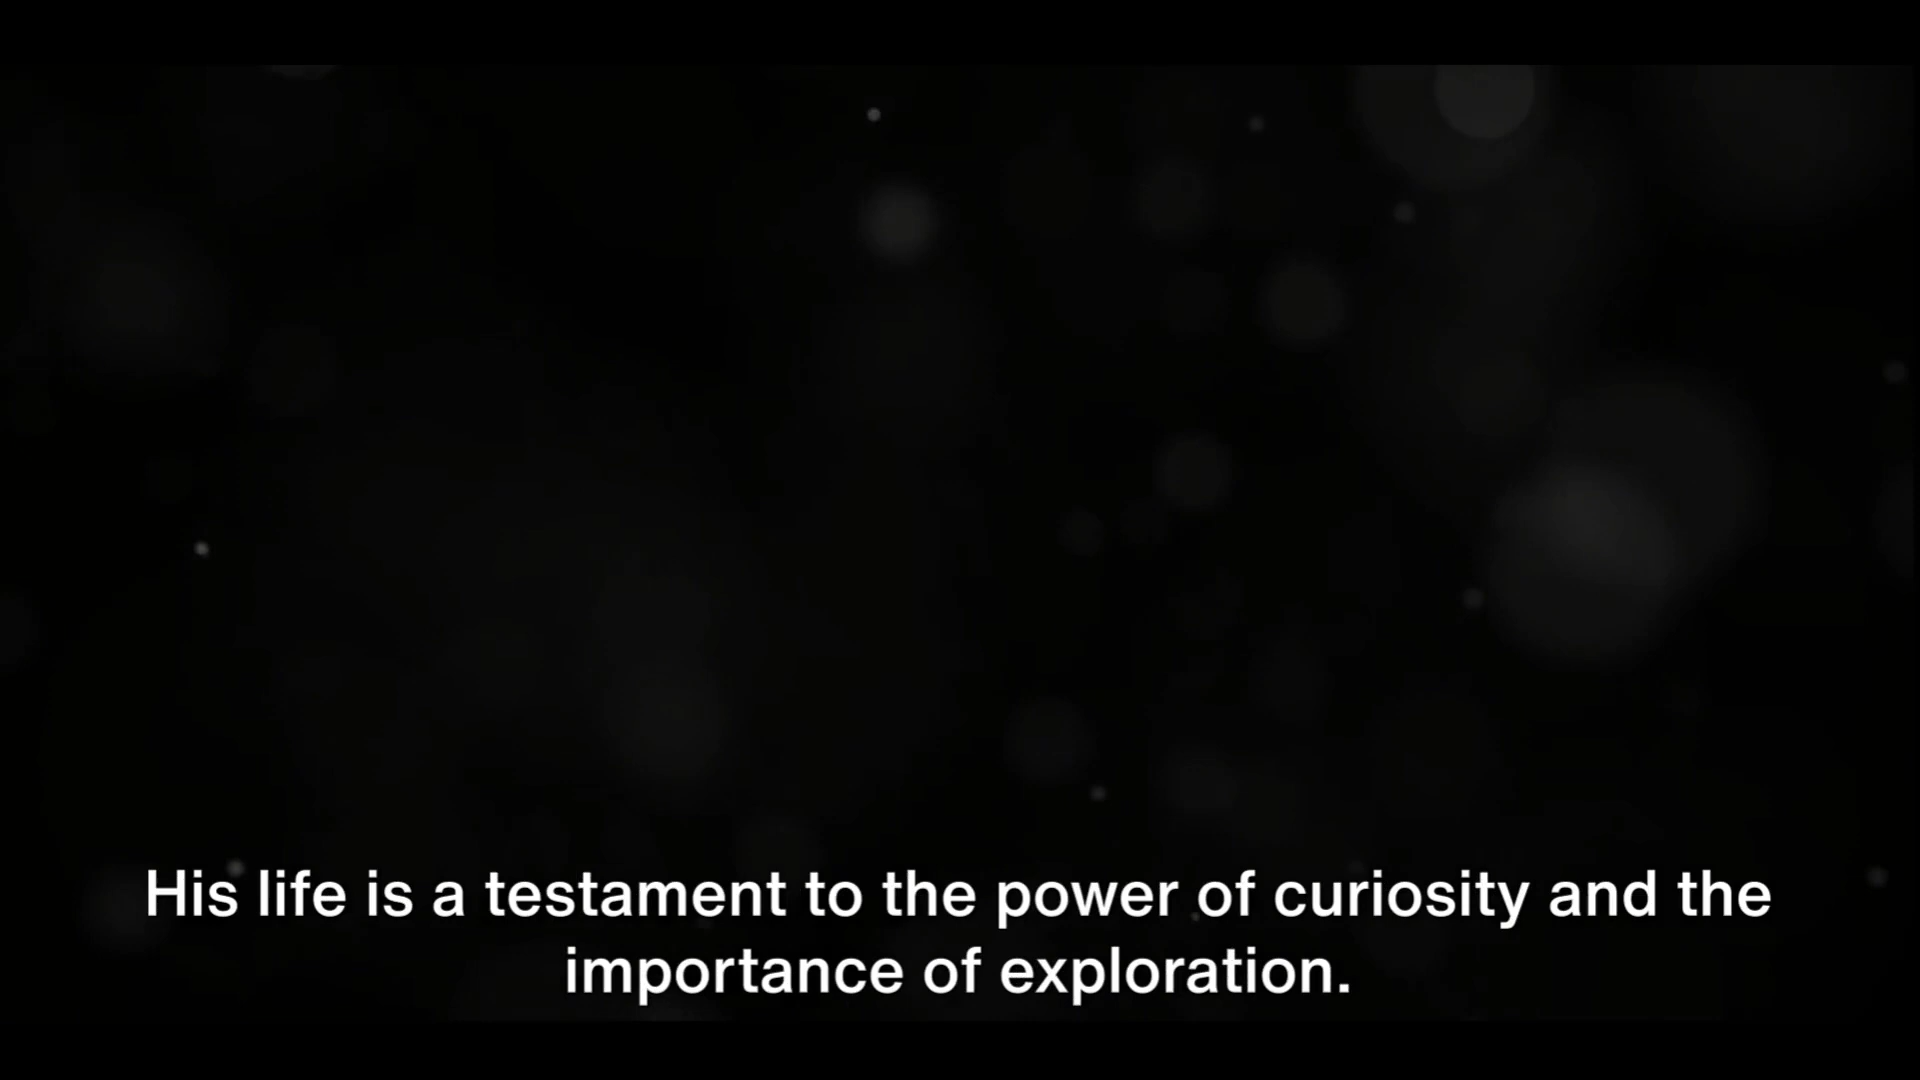 His life is a testament to the power of curiosity and the
importance of exploration.